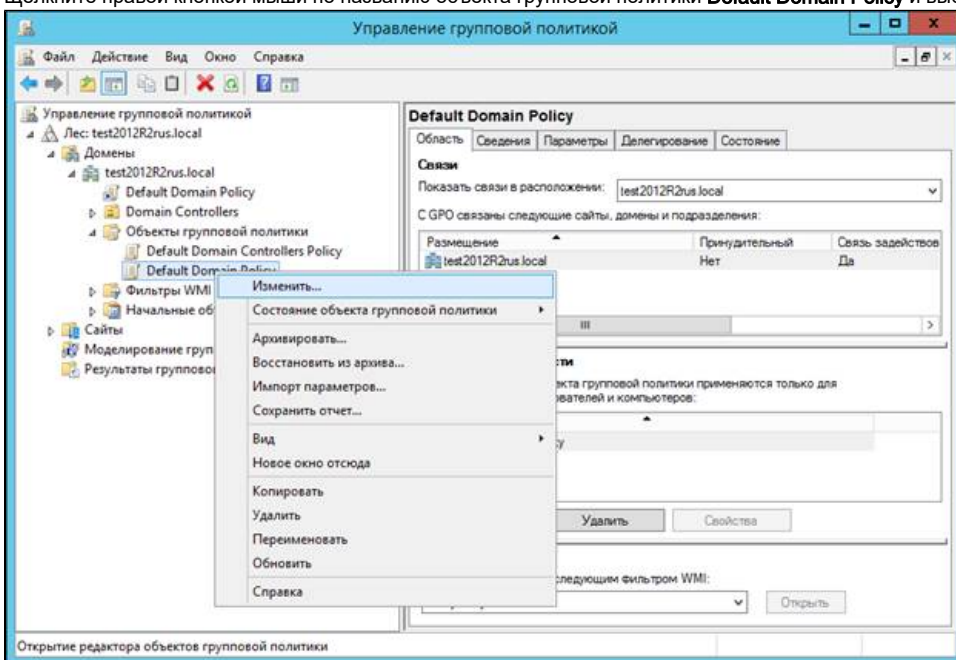 Щелкните правой кнопкой мыши по названию объекта групповой политики Default Domain Policy и
Управление групповой политикой
Файл Действие Вид Окно Справка
Управление групповой политикой
Лес: test2012R2rus.local
Домены
test2012R2rus.local
Default Domain Policy
Domain Controllers
Объекты групповой политики
Default Domain Controllers Policy
Default Domain Policy
Фильтры WMI
Начальные об
Сайты
Моделирование груп
Результаты группово
Изменить...
Состояние объекта групповой политики
Архивировать...
Восстановить из архива...
Импорт параметров...
Сохранить отчет...
Вид
Новое окно отсюда
Копировать
Удалить
Переименовать
Обновить
Справка
Default Domain Policy
Область Сведения Параметры Делегирование Состояние
Связи
Показать связи в расположении: test2012R2rus.local
С GPO связаны следующие сайты, домены и подразделения:
Размещение Принудительный Связь задействов
test2012R2rus.local Нет Да
сти
екта групповой политики применяются только для
ователей и компьютеров:
Удалить Свойства
следующим фильтром WMI:
Открыть
Открытие редактора объектов групповой политики